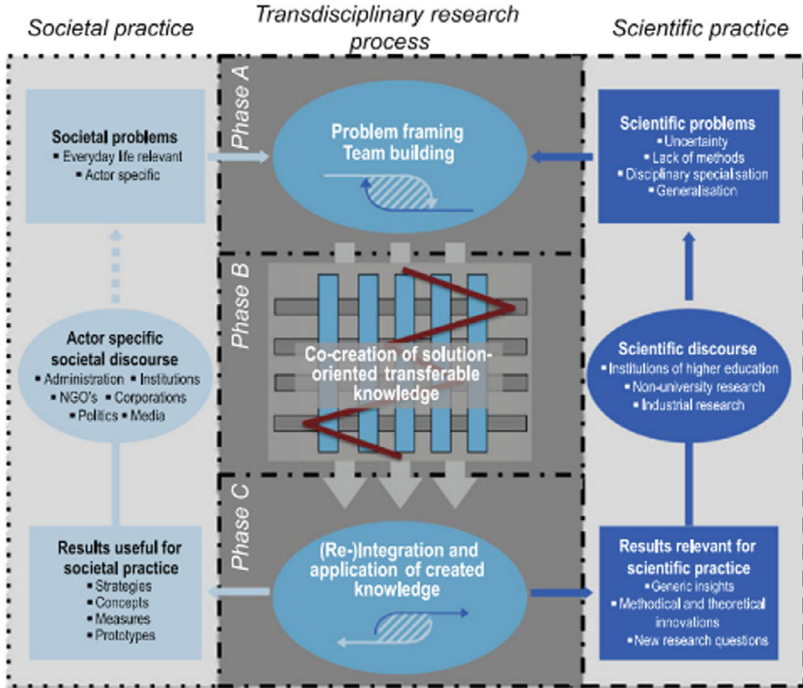 Societal practice
Transdisciplinary research
process
Scientific practice
Phase A
Societal problems
▪ Everyday life relevant
▪ Actor specific
Problem framing
Team building
Scientific problems
▪ Uncertainty
▪ Lack of methods
▪ Disciplinary specialisation
▪ Generalisation
Phase B
Actor specific
societal discourse
▪ Administration ▪ Institutions
▪ NGO's ▪ Corporations
▪ Politics ▪ Media
Co-creation of solution-
oriented transferable
knowledge
Scientific discourse
▪ Institutions of higher education
▪ Non-university research
▪ Industrial research
Phase C
Results useful for
societal practice
▪ Strategies
▪ Concepts
▪ Measures
▪ Prototypes
(Re-)Integration and
application of created
knowledge
Results relevant for
scientific practice
▪ Generic insights
▪ Methodical and theoretical
innovations
▪ New research questions